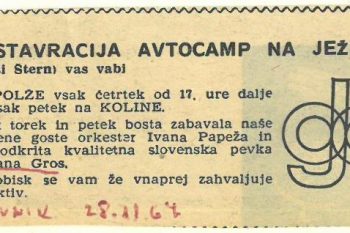 STAVRACIJA AVTOCAMP NA JEŽ
i Štern) vas vabi
POLŽE vsak četrtek od 17. ure dalje
sak petek na KOLINE.
k torek in petek bosta zabavala naše
ene goste orkester Ivana Papeža in
odkrita kvalitetna slovenska pevka
ana Gros.
obisk se vam že vnaprej zahvaljuje
ktiv.
28.11.67